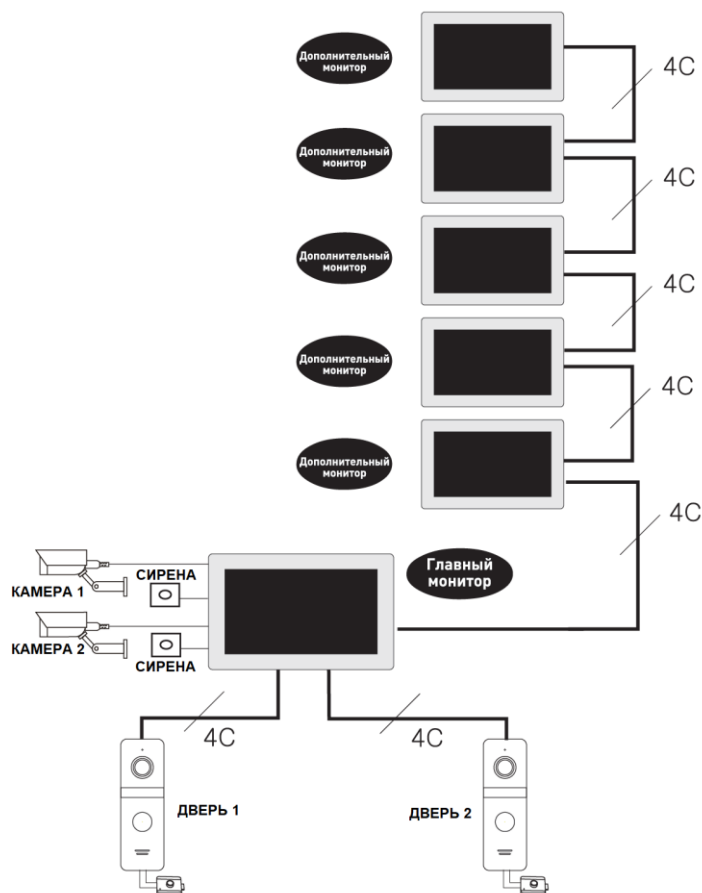 Дополнительный
монитор
4C
Дополнительный
монитор
4C
Дополнительный
монитор
4C
Дополнительный
монитор
4C
Дополнительный
монитор
4C
Главный
монитор
СИРЕНА
КАМЕРА 1
КАМЕРА 2
СИРЕНА
4C
4C
ДВЕРЬ 1
ДВЕРЬ 2